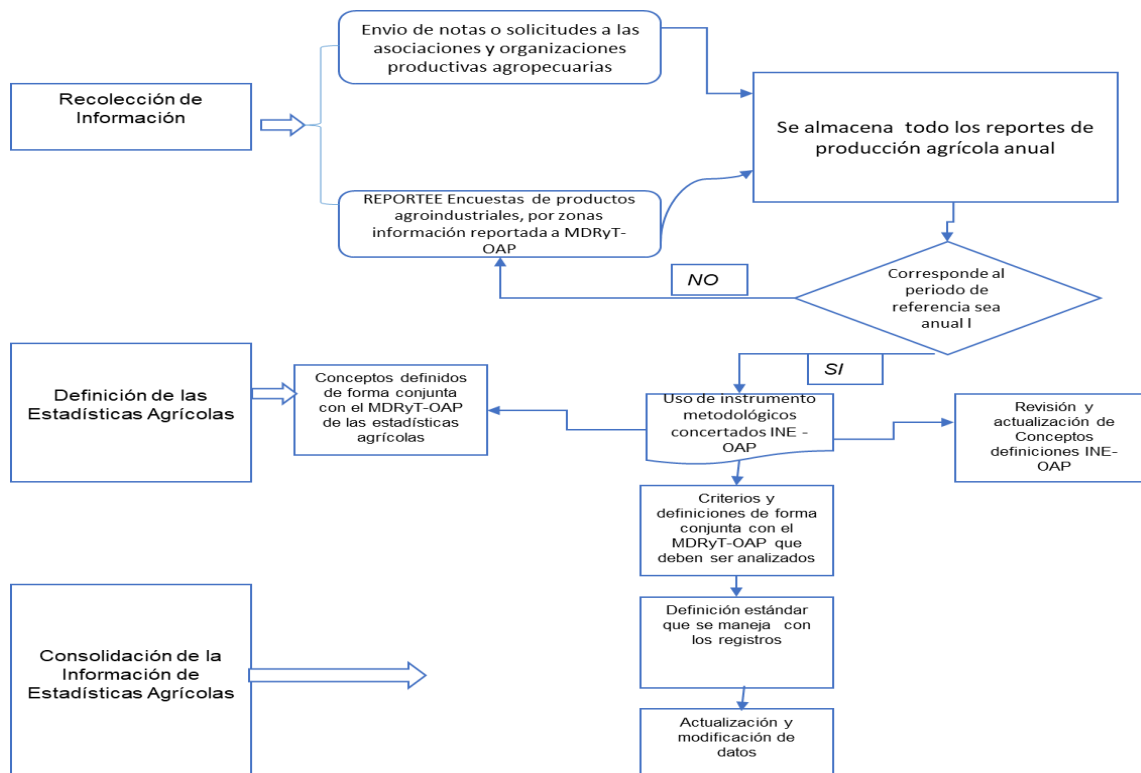 Envio de notas o solicitudes a las
asociaciones y organizaciones
productivas agropecuarias
Recolección de
Información
Se almacena  todo los reportes de
producción agrícola anual
REPORTEE Encuestas de productos
agroindustriales, por zonas
información reportada a MDRyT-
OAP
NO
Corresponde al
periodo de
referencia sea
anual l
SI
Definición de las
Estadísticas Agrícolas
Conceptos definidos
de forma conjunta
con el MDRyT-OAP
de las estadísticas
agrícolas
Uso de instrumento
metodológicos
concertados INE -
OAP
Revisión y
actualización de
Conceptos
definiciones INE-
OAP
Criterios y
definiciones de forma
conjunta con el
MDRyT-OAP que
deben ser analizados
Definición estándar
que se maneja  con
los registros
Consolidación de la
Información de
Estadísticas Agrícolas
Actualización y
modificación de
datos